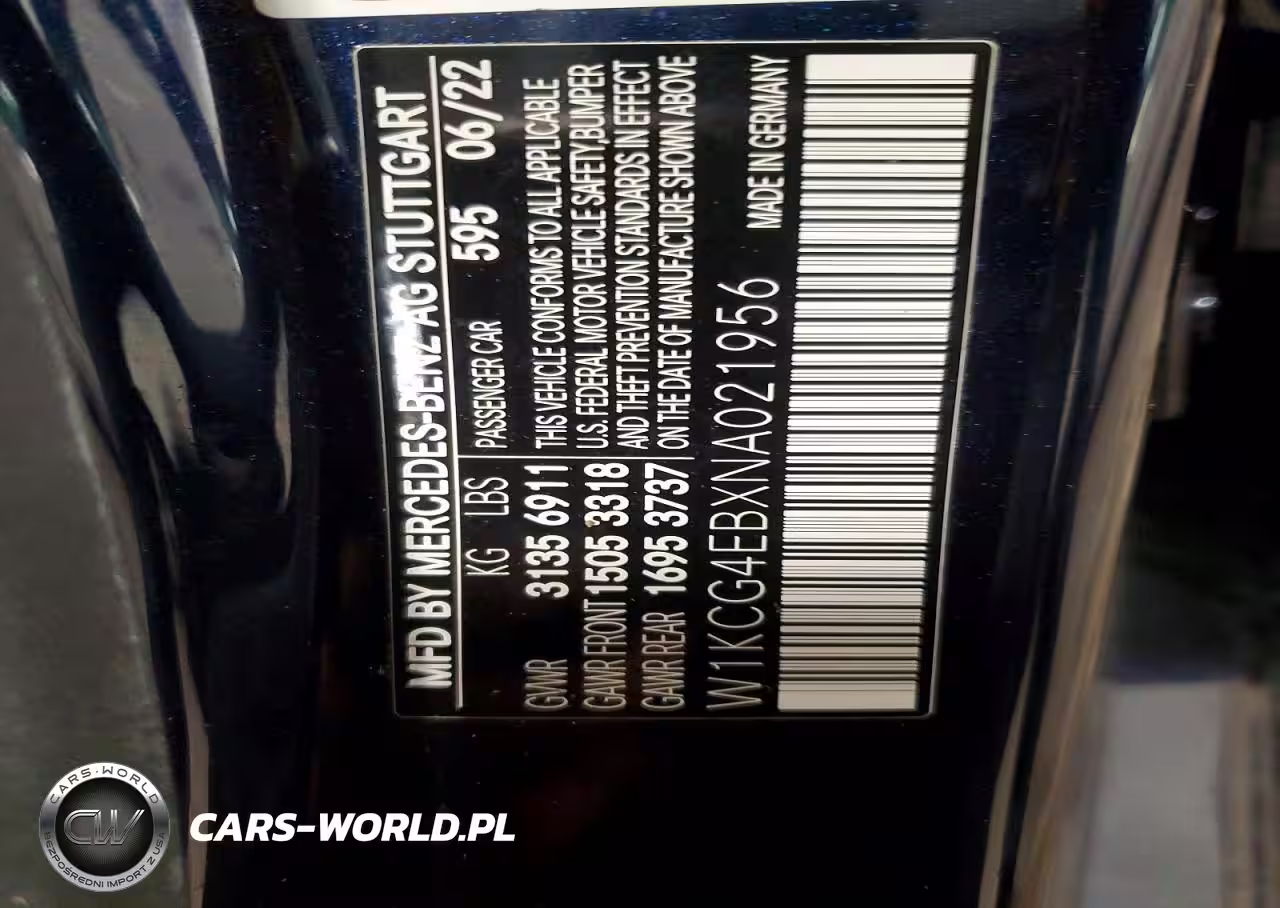 MFD BY MERCEDES-BENZ AG STUTTGART
KG LBS PASSENGER CAR 595 06/22
GVWR 3135 6911 THIS VEHICLE CONFORMS TO ALL APPLICABLE
U.S. FEDERAL MOTOR VEHICLE SAFETY,BUMPER
GAWR FRONT 1505 3318 AND THEFT PREVENTION STANDARDS IN EFFECT
GAWR REAR 1695 3737 ON THE DATE OF MANUFACTURE SHOWN ABOVE
W1KCG4EBXNA021956 MADE IN GERMANY
CARS-WORLD
CW
BEZPOŚREDNI IMPORT Z USA
CARS-WORLD.PL